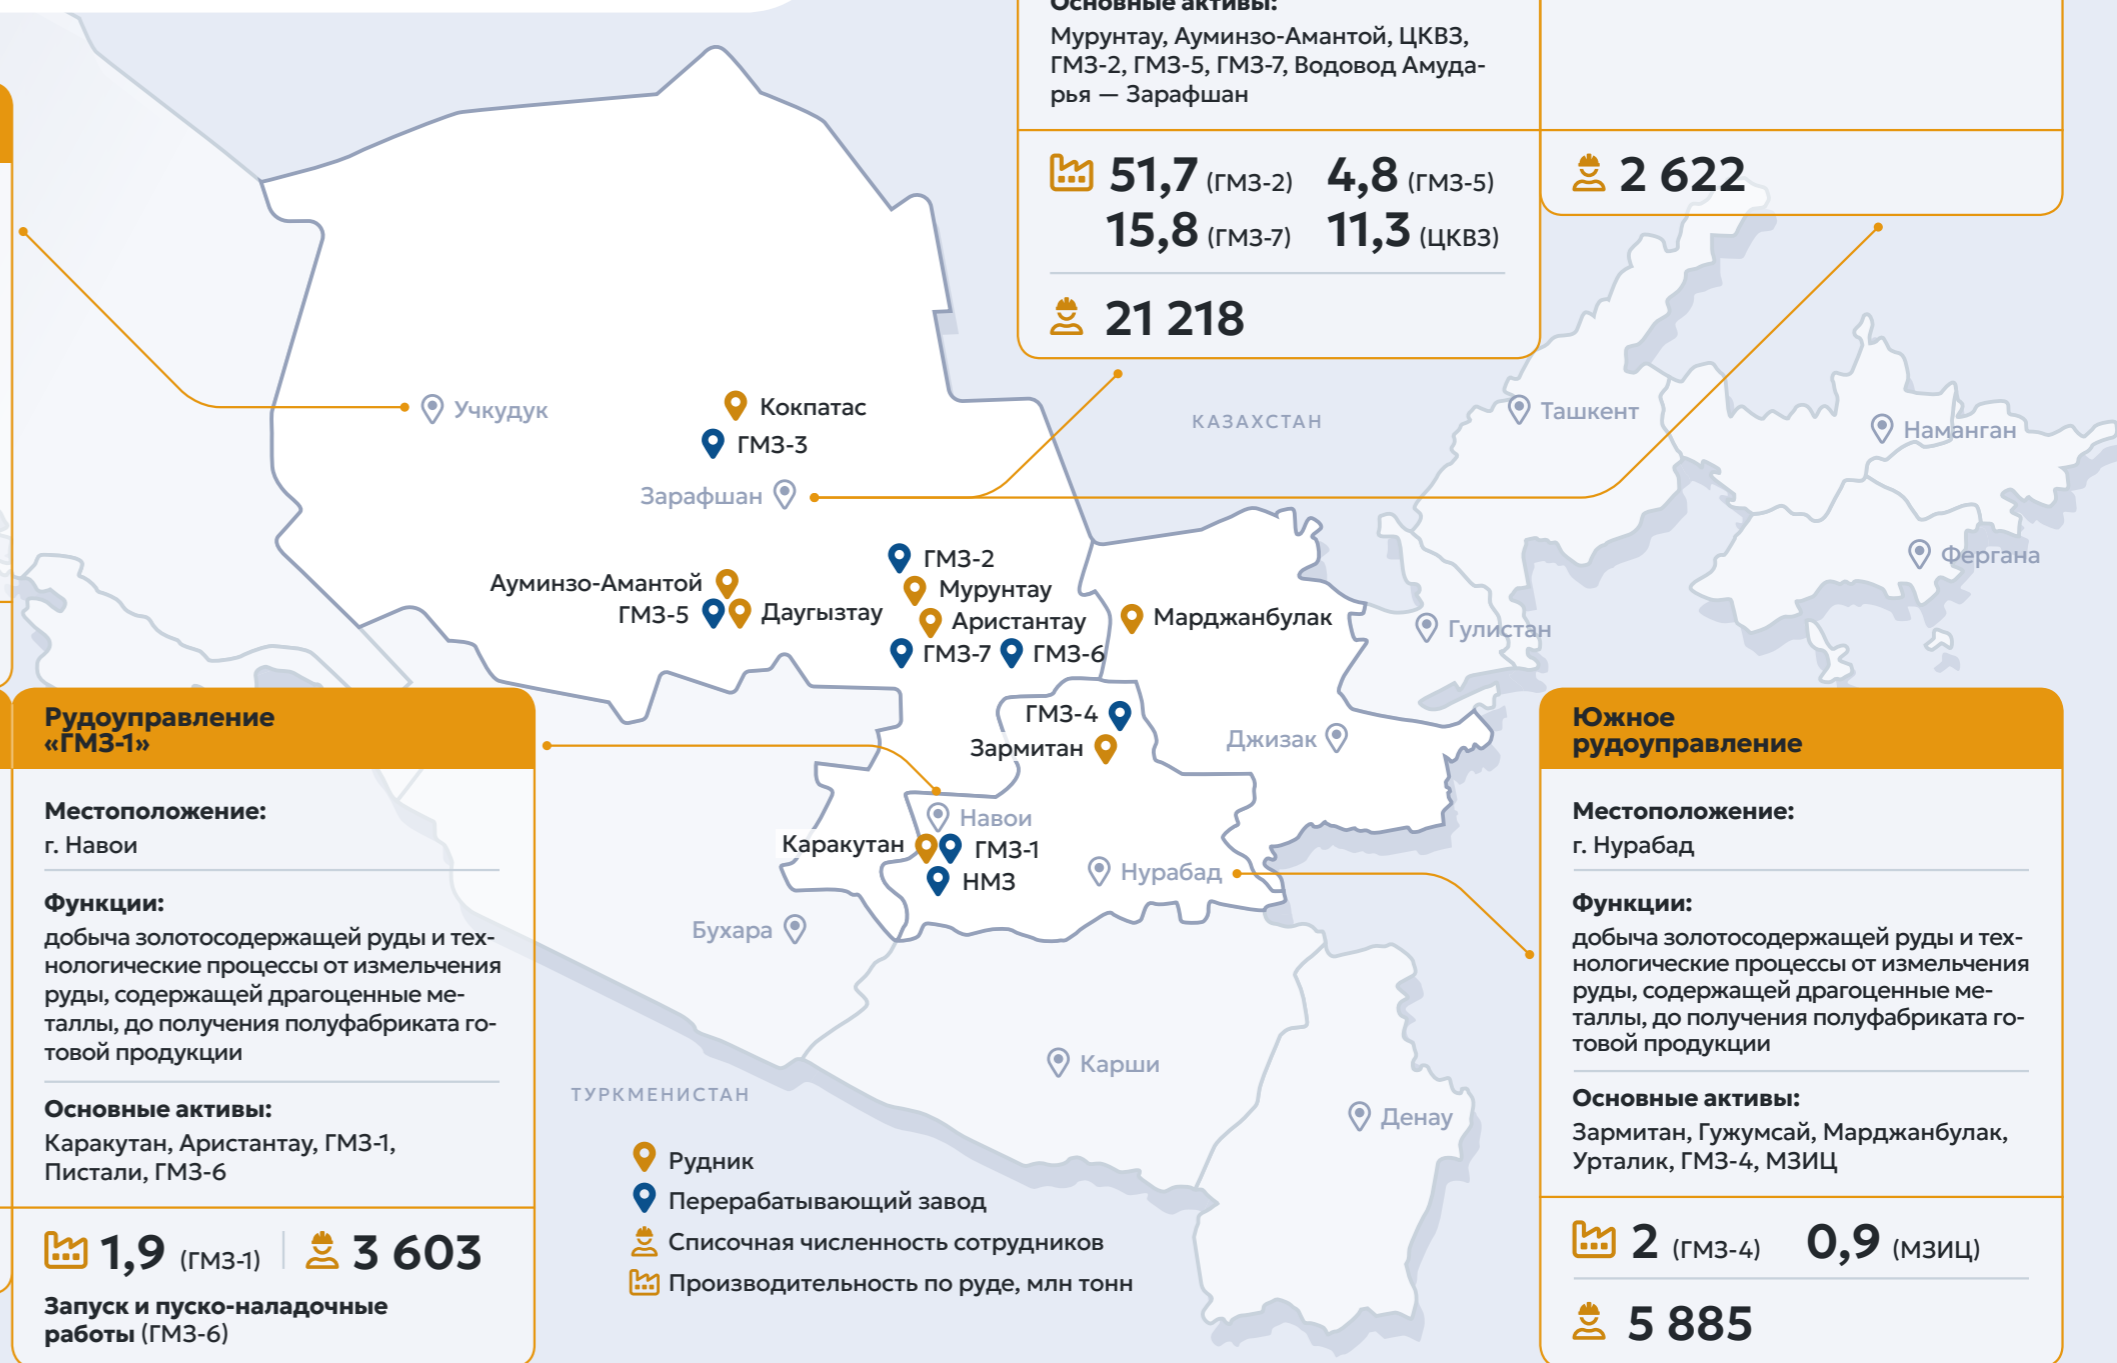 Основные активы:
Мурунтау, Ауминзо-Амантой, ЦКВЗ,
ГМЗ-2, ГМЗ-5, ГМЗ-7, Водовод Амуда-
рья — Зарафшан
51,7 (ГМЗ-2) 4,8 (ГМЗ-5)
15,8 (ГМЗ-7) 11,3 (ЦКВЗ)
21 218
2 622
Учкудук
Кокпатас
ГМЗ-3
Зарафшан
КАЗАХСТАН
Ташкент
Наманган
Фергана
Гулистан
ГМЗ-2
Ауминзо-Амантой
Мурунтау
ГМЗ-5
Даугызтау
Аристантау
Марджанбулак
ГМЗ-7
ГМЗ-6
ГМЗ-4
Зармитан
Джизак
Навои
Каракутан
ГМЗ-1
НМЗ
Нурабад
Бухара
Карши
Денау
ТУРКМЕНИСТАН
Рудоуправление
«ГМЗ-1»
Местоположение:
г. Навои
Функции:
добыча золотосодержащей руды и тех-
нологические процессы от измельчения
руды, содержащей драгоценные ме-
таллы, до получения полуфабриката го-
товой продукции
Основные активы:
Каракутан, Аристантау, ГМЗ-1,
Пистали, ГМЗ-6
1,9 (ГМЗ-1) 3 603
Запуск и пуско-наладочные
работы (ГМЗ-6)
Рудник
Перерабатывающий завод
Списочная численность сотрудников
Производительность по руде, млн тонн
Южное
рудоуправление
Местоположение:
г. Нурабад
Функции:
добыча золотосодержащей руды и тех-
нологические процессы от измельчения
руды, содержащей драгоценные ме-
таллы, до получения полуфабриката го-
товой продукции
Основные активы:
Зармитан, Гужумсай, Марджанбулак,
Урталик, ГМЗ-4, МЗИЦ
2 (ГМЗ-4) 0,9 (МЗИЦ)
5 885